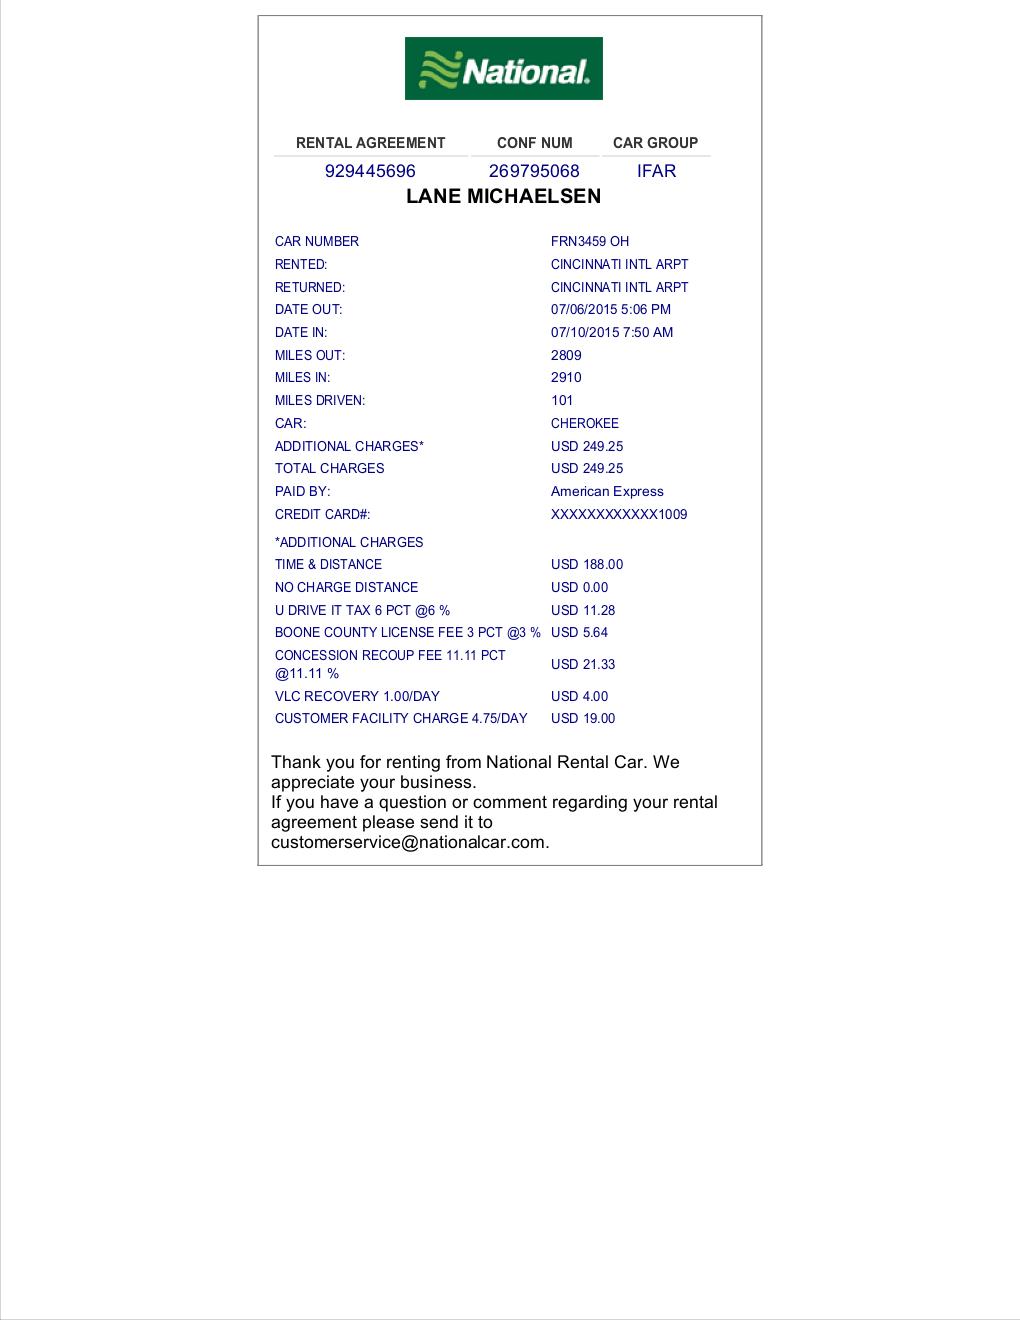 National.
RENTAL AGREEMENT CONF NUM CAR GROUP
929445696 269795068 IFAR
LANE MICHAELSEN
CAR NUMBER FRN3459 OH
RENTED: CINCINNATI INTL ARPT
RETURNED: CINCINNATI INTL ARPT
DATE OUT: 07/06/2015 5:06 PM
DATE IN: 07/10/2015 7:50 AM
MILES OUT: 2809
MILES IN: 2910
MILES DRIVEN: 101
CAR: CHEROKEE
ADDITIONAL CHARGES* USD 249.25
TOTAL CHARGES USD 249.25
PAID BY: American Express
CREDIT CARD#: XXXXXXXXXXXX1009
*ADDITIONAL CHARGES
TIME & DISTANCE USD 188.00
NO CHARGE DISTANCE USD 0.00
U DRIVE IT TAX 6 PCT @6 % USD 11.28
BOONE COUNTY LICENSE FEE 3 PCT @3 % USD 5.64
CONCESSION RECOUP FEE 11.11 PCT
@11.11 % USD 21.33
VLC RECOVERY 1.00/DAY USD 4.00
CUSTOMER FACILITY CHARGE 4.75/DAY USD 19.00
Thank you for renting from National Rental Car. We
appreciate your business.
If you have a question or comment regarding your rental
agreement please send it to
customerservice@nationalcar.com.